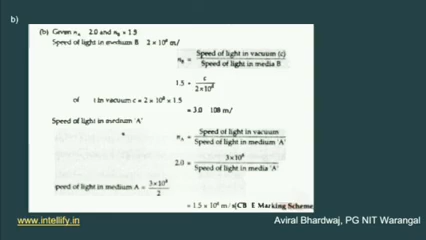 b)
(b) Given nA 2.0 and nB = 1.5
Speed of light in medium B 2 × 10⁸ m/
nB = Speed of light in vacuum (c) / Speed of light in media B
1.5 = c / 2×10⁸
of in vacuum c = 2 × 10⁸ × 1.5
= 3.0 108 m/
Speed of light in medium 'A'
nA = Speed of light in vacuum / Speed of light in medium 'A'
2.0 = 3×10⁸ / Speed of light in media 'A'
peed of light in medium A = 3×10⁸ / 2
= 1.5 × 10⁸ m/s[CB E Marking Scheme
www.intellify.in
Aviral Bhardwaj, PG NIT Warangal